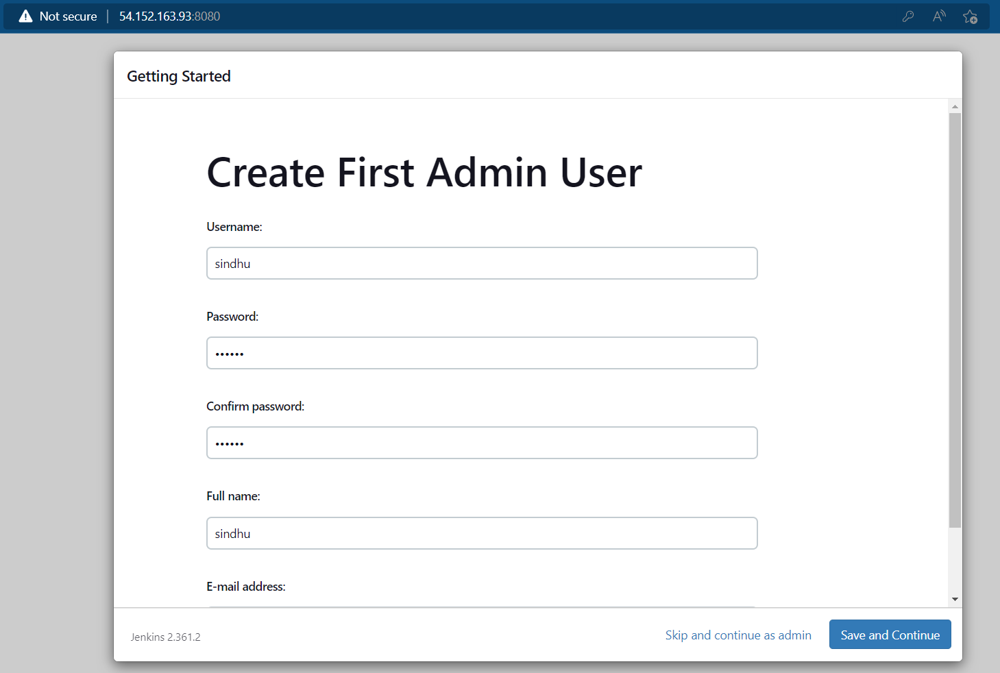 Not secure | 54.152.163.93:8080
Getting Started
Create First Admin User
Username:
sindhu
Password:
••••••
Confirm password:
••••••
Full name:
sindhu
E-mail address:
Jenkins 2.361.2
Skip and continue as admin
Save and Continue